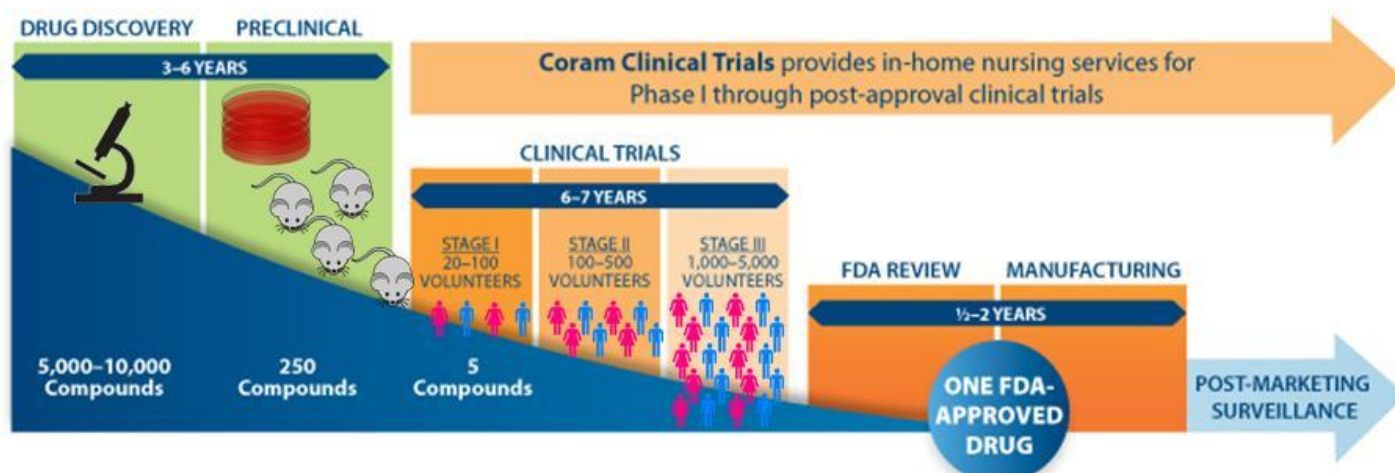 DRUG DISCOVERY
PRECLINICAL
3–6 YEARS
Coram Clinical Trials provides in-home nursing services for
Phase I through post-approval clinical trials
CLINICAL TRIALS
6–7 YEARS
STAGE I
20–100
VOLUNTEERS
STAGE II
100–500
VOLUNTEERS
STAGE III
1,000–5,000
VOLUNTEERS
FDA REVIEW
MANUFACTURING
½–2 YEARS
5,000–10,000
Compounds
250
Compounds
5
Compounds
ONE FDA-
APPROVED
DRUG
POST-MARKETING
SURVEILLANCE